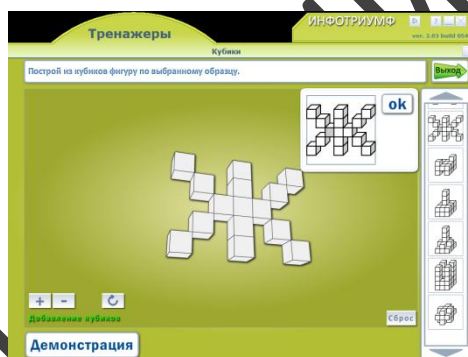 Тренажеры
ИНФОТРИУМФ
ver. 2.03 build 054
Кубики
Построй из кубиков фигуру по выбранному образцу.
Выход
ok
+ -
Добавление кубиков
Сброс
Демонстрация